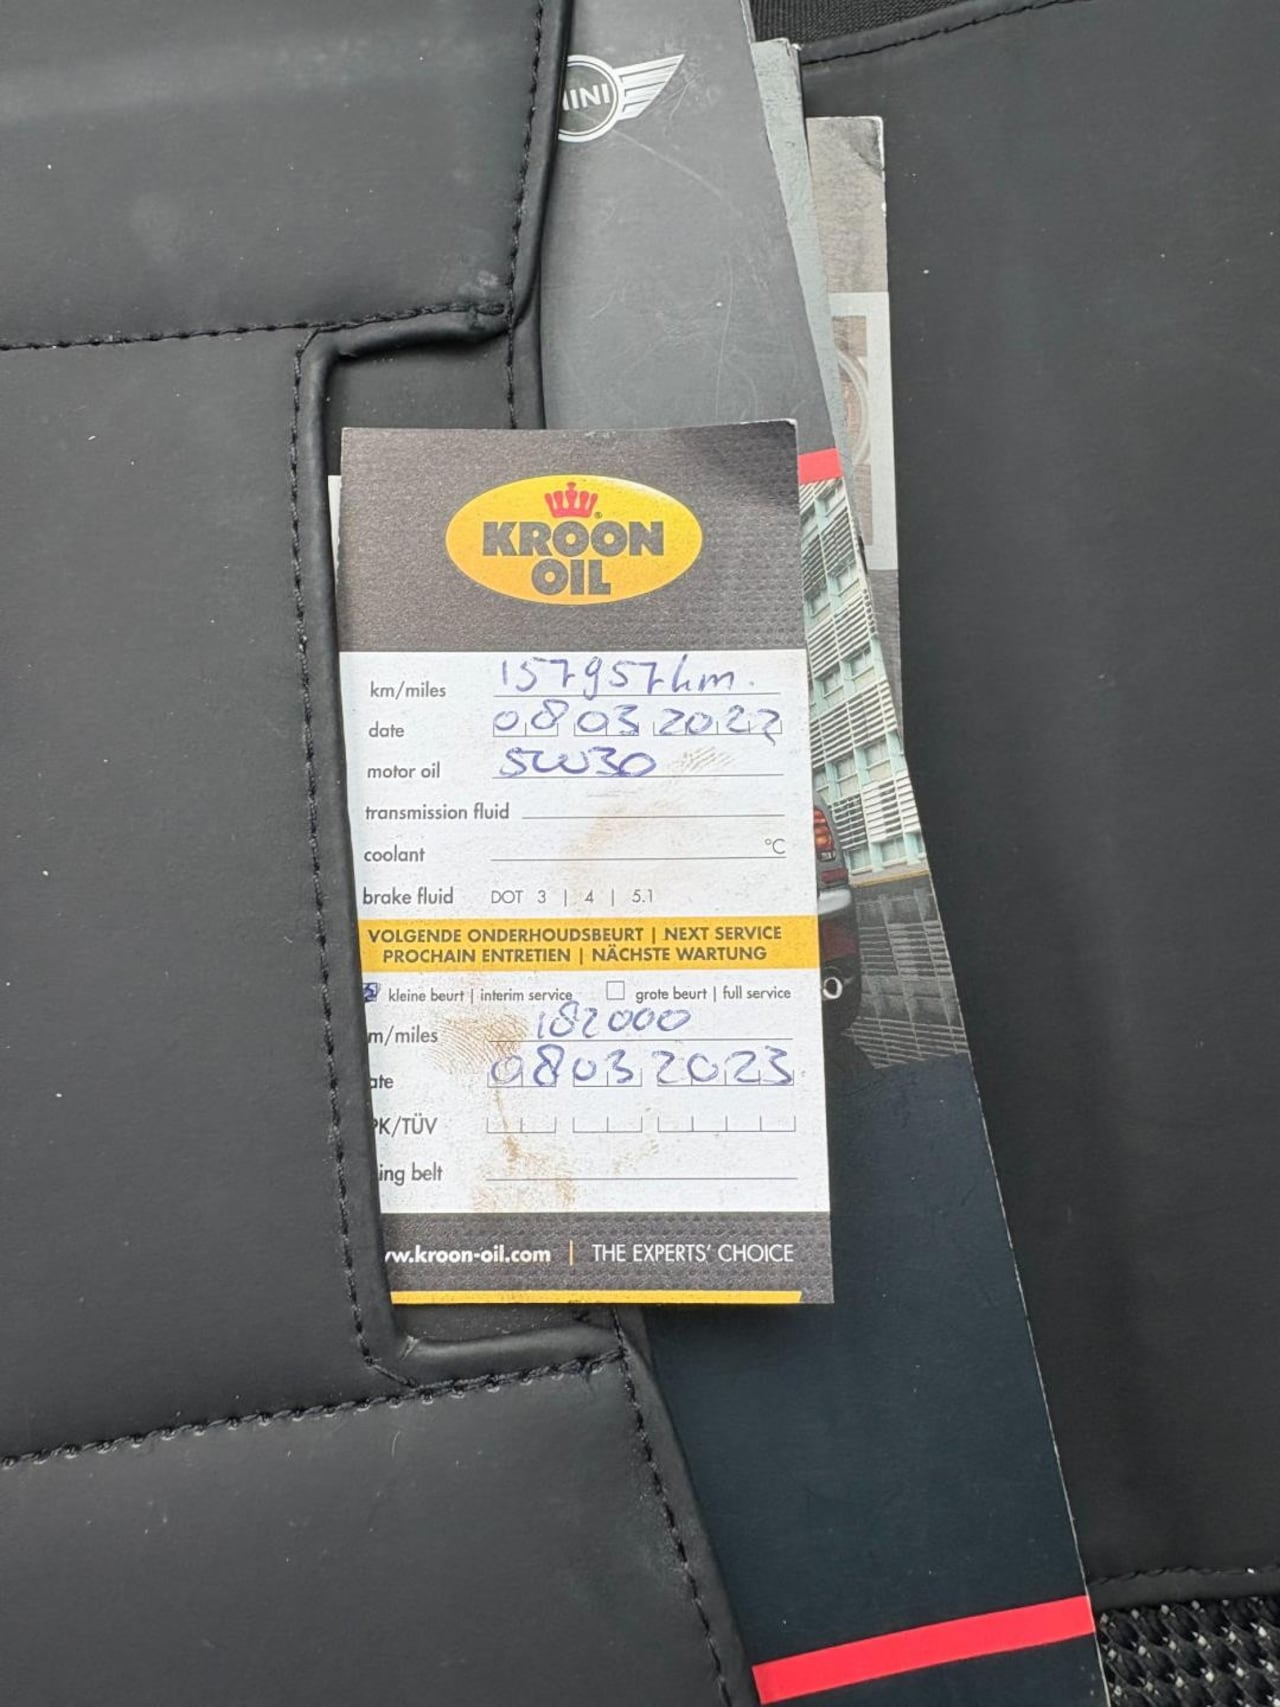 MINI
KROON
OIL
km/miles 157957km.
date 08 03 2022
motor oil 5W30
transmission fluid
coantant °C
brake fluid DOT 3 | 4 | 5.1
VOLGENDE ONDERHOUDSBEURT | NEXT SERVICE
PROCHAIN ENTRETIEN | NÄCHSTE WARTUNG
kleine beurt | interim service grote beurt | full service
m/miles 182000
ate 08 03 2023
PK/TÜV
ing belt
w.kroon-oil.com | THE EXPERTS' CHOICE